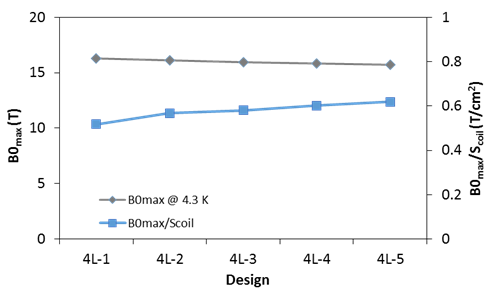 20
15
10
5
0
B0max (T)
1
0.8
0.6
0.4
0.2
0
B0max/Scoil (T/cm²)
B0max @ 4.3 K
B0max/Scoil
4L-1 4L-2 4L-3 4L-4 4L-5
Design